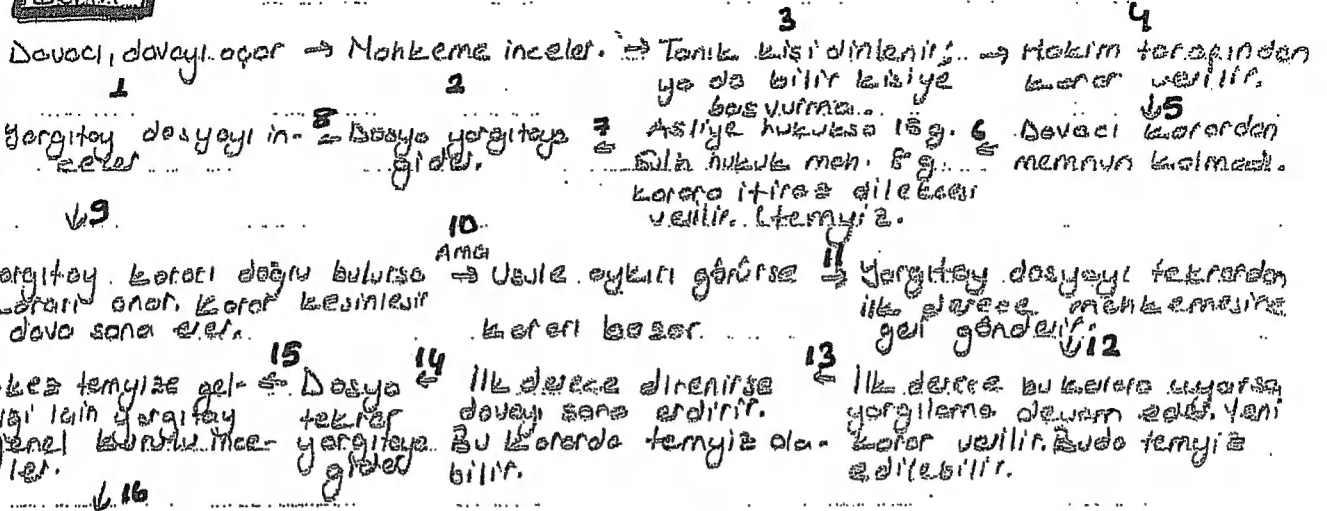 3 4
Davacı, davayı açar → Mahkeme inceler. → Tanık kişi dinlenir; → Hakim tarafından
1 2 ya da bilir kişiye karar verilir.
başvurma.. ↓5
Yargıtay dosyayı in- 8 ← Dosya yargıtaya 7 ← Asliye hukuksa 15g. 6 ← Davacı karardan
celer gider. Sulh hukuk mah. 8g. memnun kalmadı.
karara itiraz dilekçesi
↓9 verilir. (temyiz.
10 11
Ama
argıtay kararı doğru bulursa → Usule aykırı görürse → Yargıtay dosyayı tekrardan
kararı onar. Karar kesinleşir ilk derece mahkemesine
dava sona erer. kararı bozar. geri gönderir.
↓12
15 14 13
kez temyize gel- ← Dosya ← İlk derece direnirse ← İlk derece bu karara uyarsa
iği için yargıtay tekrar davayı sona erdirir. yargılama devam eder. Yeni
genel kurulu ince- yargıtaya Bu kararda temyiz ola- karar verilir. Buda temyiz
ler. gider bilir. edilebilir.
↓16